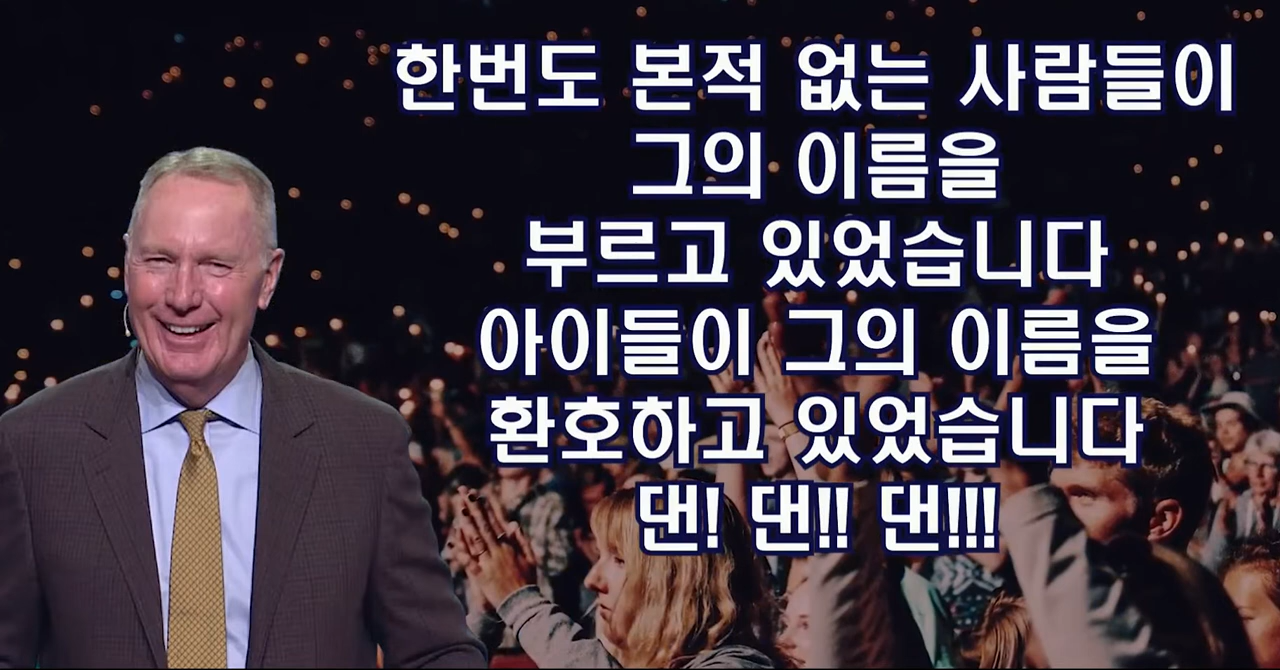 한번도 본적 없는 사람들이
그의 이름을
부르고 있었습니다
아이들이 그의 이름을
환호하고 있었습니다
댄! 댄!! 댄!!!